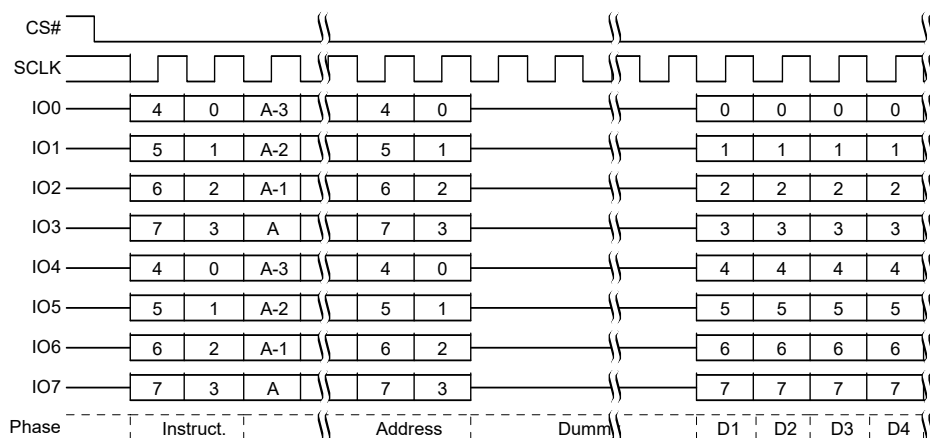 CS#
SCLK
IO0 4 0 A-3 4 0 0 0 0 0
IO1 5 1 A-2 5 1 1 1 1 1
IO2 6 2 A-1 6 2 2 2 2 2
IO3 7 3 A 7 3 3 3 3 3
IO4 4 0 A-3 4 0 4 4 4 4
IO5 5 1 A-2 5 1 5 5 5 5
IO6 6 2 A-1 6 2 6 6 6 6
IO7 7 3 A 7 3 7 7 7 7
Phase Instruct. Address Dumm D1 D2 D3 D4